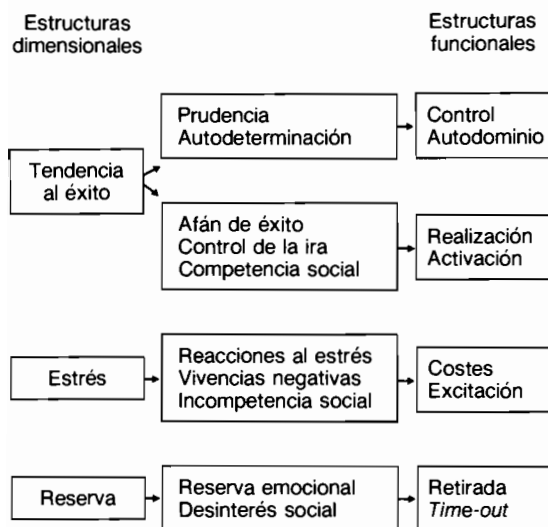 Estructuras
dimensionales
Estructuras
funcionales
Tendencia
al éxito
Prudencia
Autodeterminación
Control
Autodominio
Afán de éxito
Control de la ira
Competencia social
Realización
Activación
Estrés
Reacciones al estrés
Vivencias negativas
Incompetencia social
Costes
Excitación
Reserva
Reserva emocional
Desinterés social
Retirada
Time-out